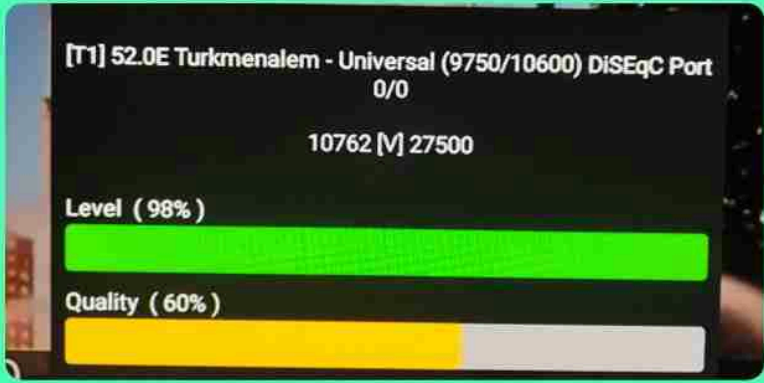 [T1] 52.0E Turkmenalem - Universal (9750/10600) DiSEqC Port
0/0
10762 [V] 27500
Level ( 98% )
Quality ( 60% )